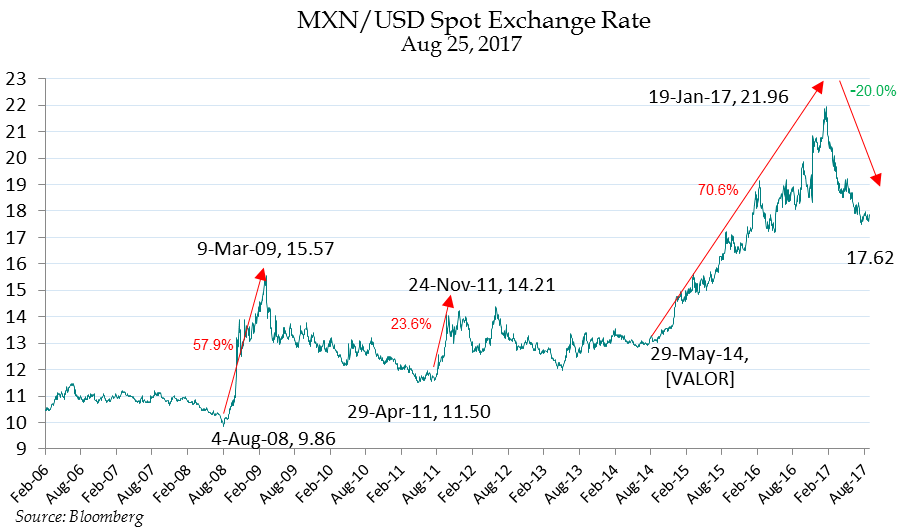 MXN/USD Spot Exchange Rate
Aug 25, 2017
23
22
21
20
19
18
17
16
15
14
13
12
11
10
9
19-Jan-17, 21.96
-20.0%
70.6%
17.62
9-Mar-09, 15.57
24-Nov-11, 14.21
57.9%
23.6%
29-May-14,
[VALOR]
29-Apr-11, 11.50
4-Aug-08, 9.86
Feb-06
Aug-06
Feb-07
Aug-07
Feb-08
Aug-08
Feb-09
Aug-09
Feb-10
Aug-10
Feb-11
Aug-11
Feb-12
Aug-12
Feb-13
Aug-13
Feb-14
Aug-14
Feb-15
Aug-15
Feb-16
Aug-16
Feb-17
Aug-17
Source: Bloomberg